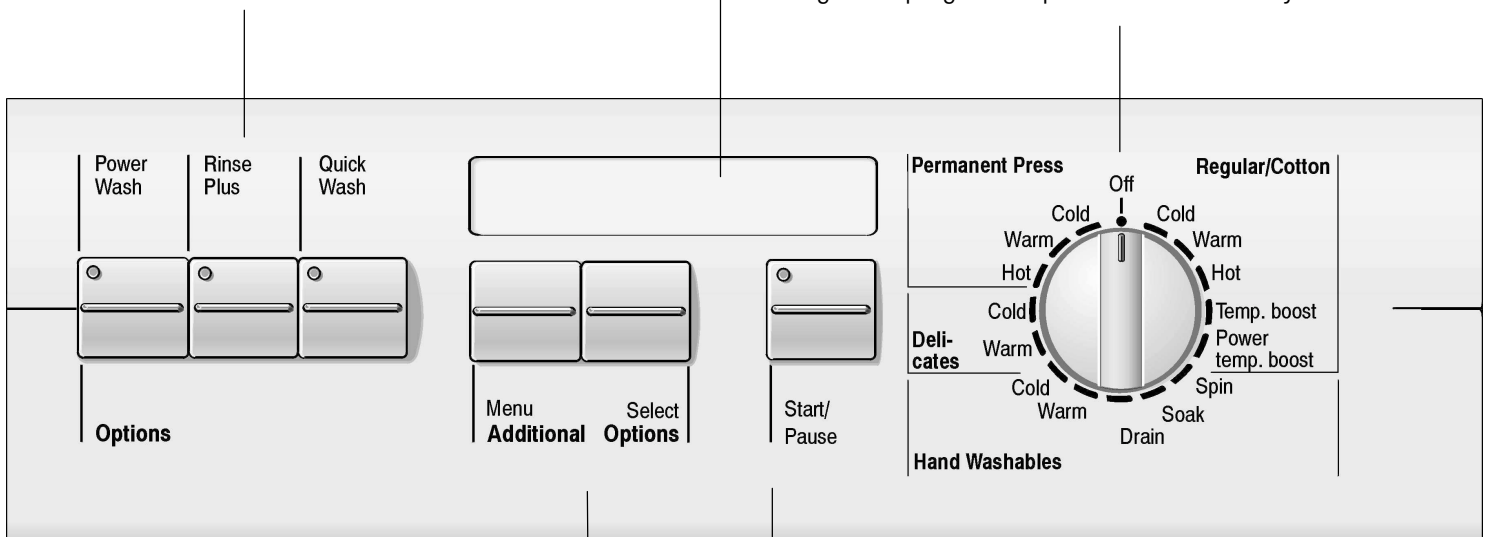 Power
Wash
Rinse
Plus
Quick
Wash
Options
Menu
Select
Additional Options
Start/
Pause
Permanent Press
Regular/Cotton
Off
Cold
Warm
Hot
Cold
Warm
Hot
Temp. boost
Power
temp. boost
Deli-
cates
Cold
Warm
Cold
Warm
Spin
Soak
Drain
Hand Washables